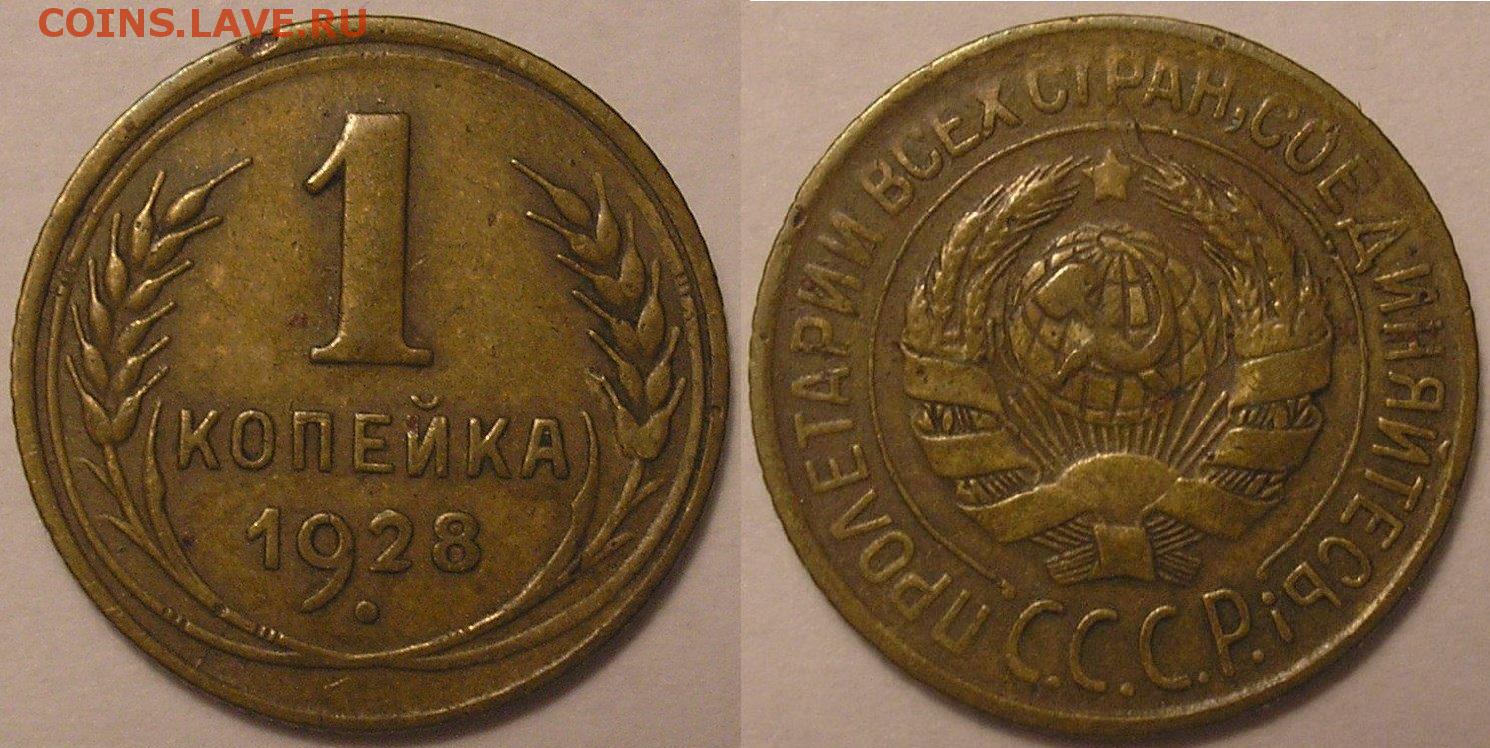 COINS.LAVE.RU
1
КОПЕЙКА
1928
ПРОЛЕТАРИИ ВСЕХ СТРАН, СОЕДИНЯЙТЕСЬ!
С.С.С.Р.